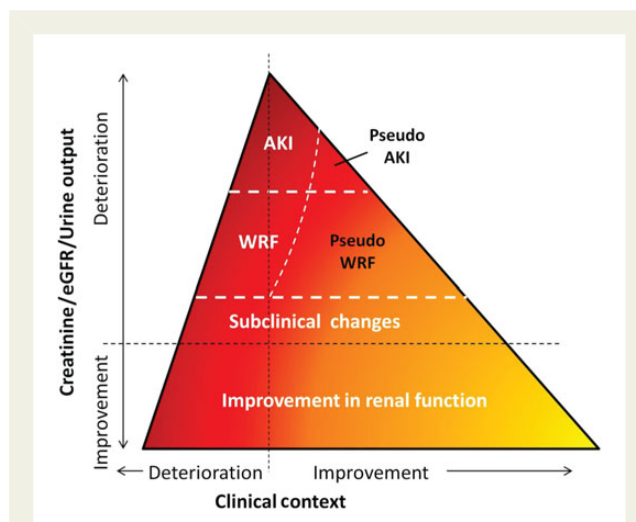 Creatinine/eGFR/Urine output
Deterioration
Improvement
AKI
Pseudo
AKI
WRF
Pseudo
WRF
Subclinical changes
Improvement in renal function
Deterioration
Improvement
Clinical context